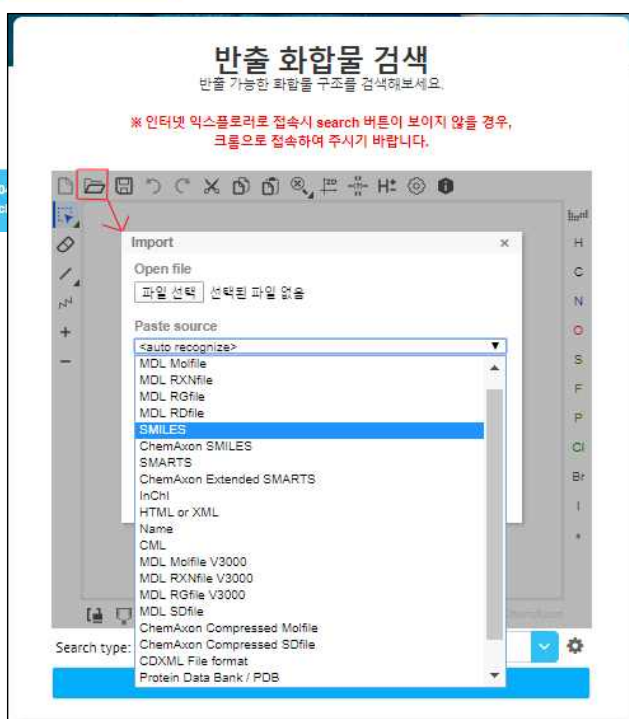 반출 화합물 검색
반출 가능한 화합물 구조를 검색해보세요.
※ 인터넷 익스플로러로 접속시 search 버튼이 보이지 않을 경우,
크롬으로 접속하여 주시기 바랍니다.
2D
H±
Import ×
Open file
파일 선택 선택된 파일 없음
Paste source
<auto recognize>
MDL Molfile
MDL RXNfile
MDL RGfile
MDL RDfile
SMILES
ChemAxon SMILES
SMARTS
ChemAxon Extended SMARTS
InChI
HTML or XML
Name
CML
MDL Molfile V3000
MDL RXNfile V3000
MDL RGfile V3000
MDL SDfile
ChemAxon Compressed Molfile
ChemAxon Compressed SDfile
CDXML File format
Protein Data Bank / PDB
H
C
N
O
S
F
P
Cl
Br
I
*
Search type: